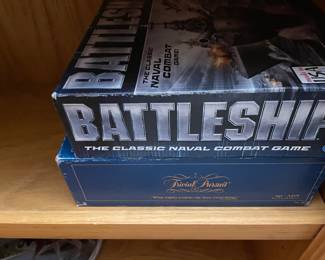 BATTLESHIP
THE CLASSIC
NAVAL
COMBAT
GAME!
BATTLESHIP
THE CLASSIC NAVAL COMBAT GAME
Trivial Pursuit